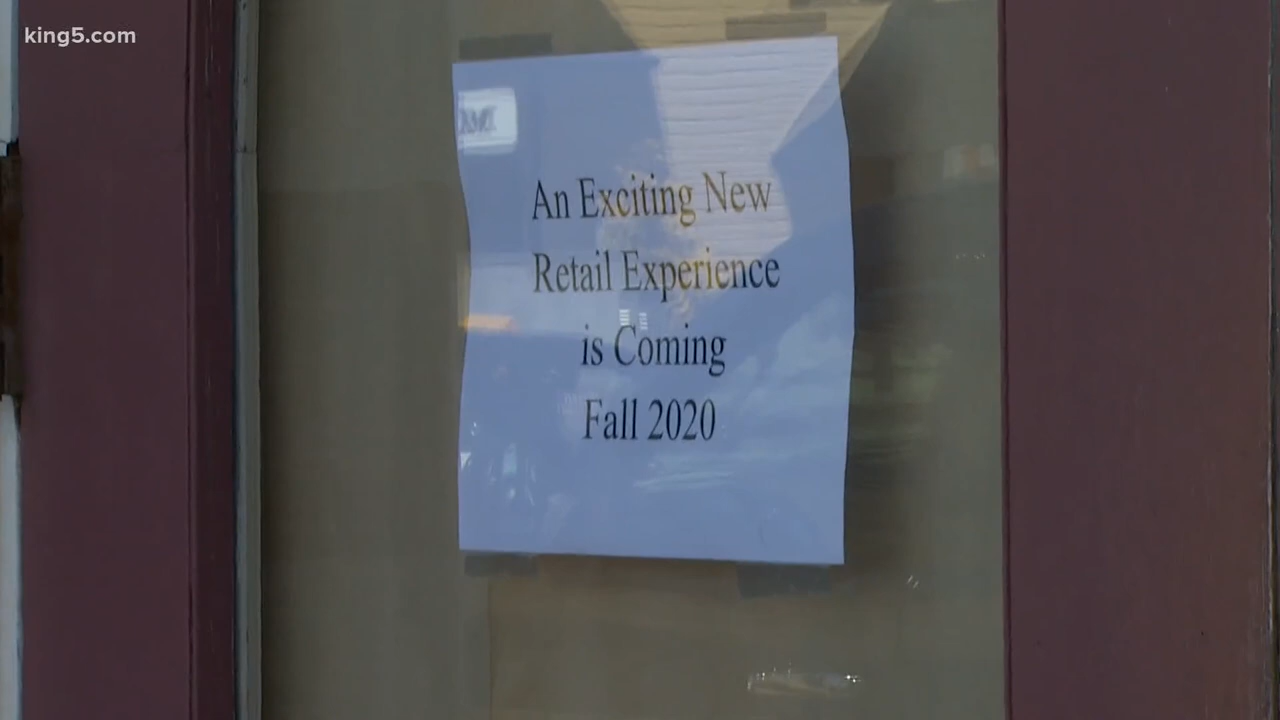 king5.com
An Exciting New
Retail Experience
is Coming
Fall 2020